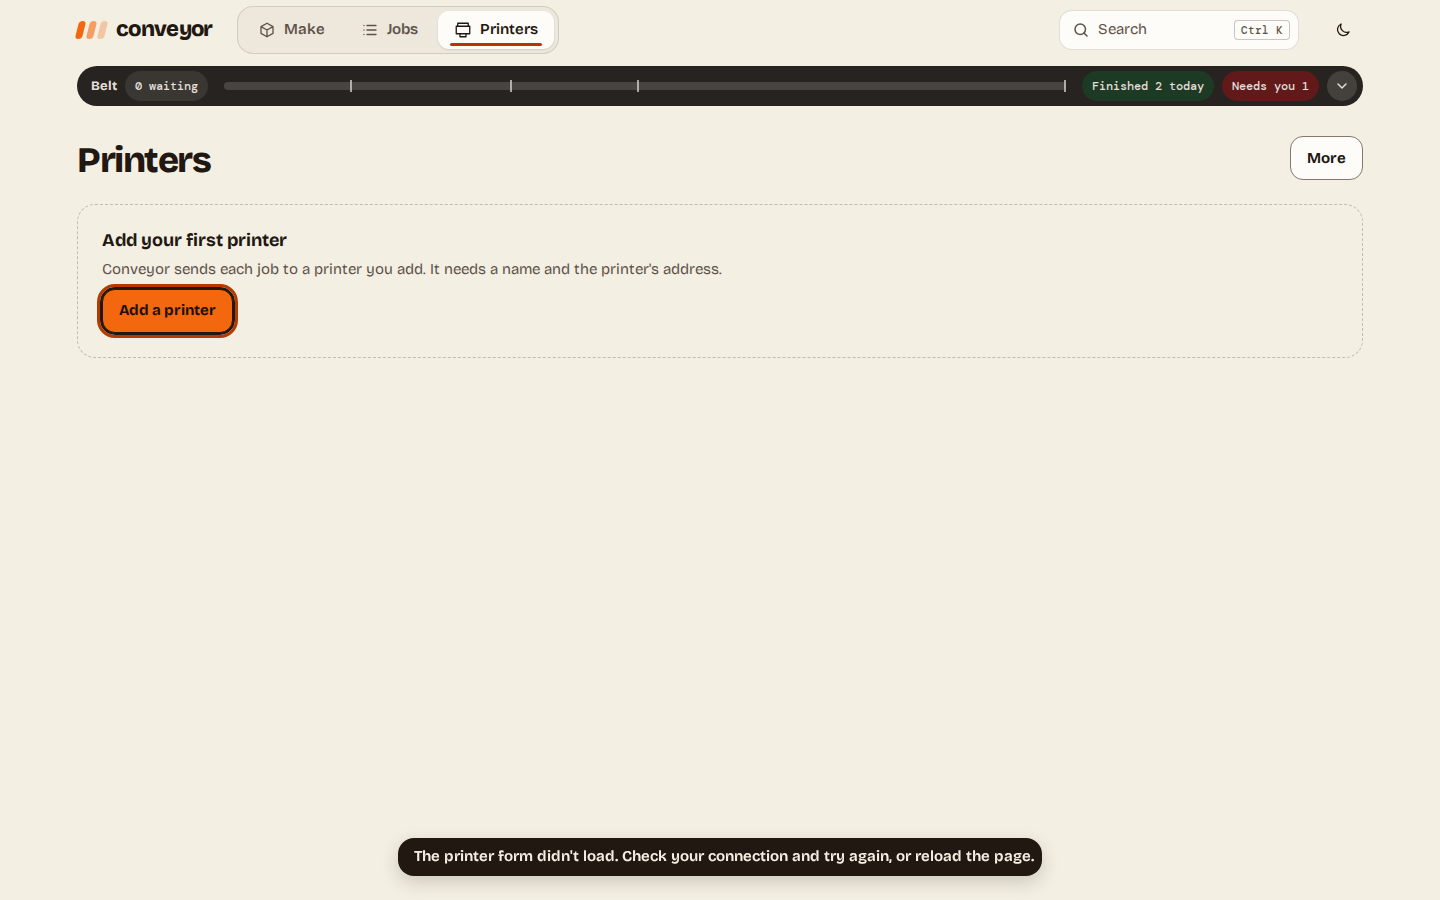 conveyor
Make
Jobs
Printers
Search
Ctrl K
Belt
0 waiting
Finished 2 today
Needs you 1
Printers
More
Add your first printer
Conveyor sends each job to a printer you add. It needs a name and the printer's address.
Add a printer
The printer form didn't load. Check your connection and try again, or reload the page.